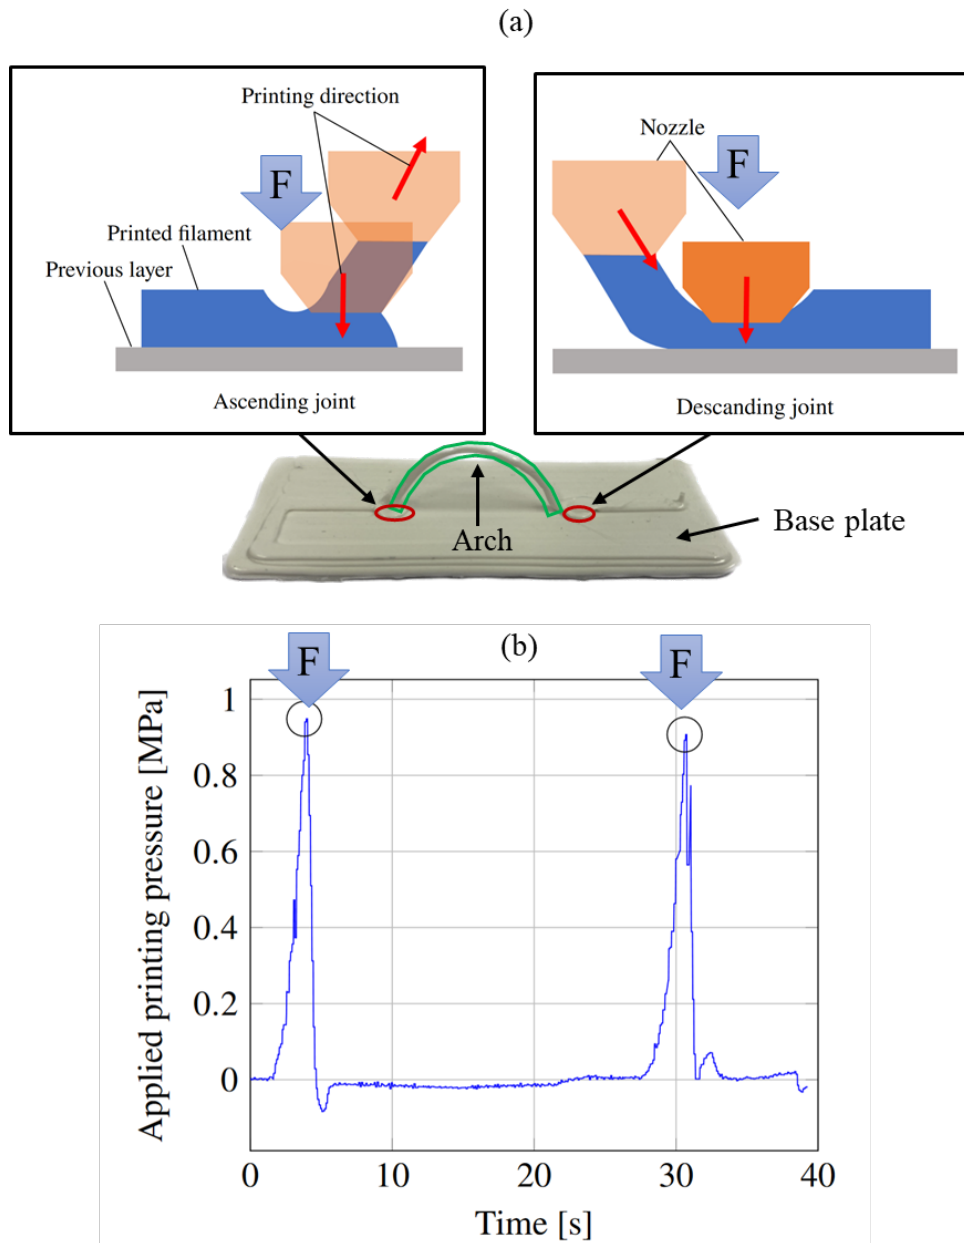 (a)
Printing direction
F
Printed filament
Previous layer
Ascending joint
Nozzle
F
Descanding joint
Arch
Base plate
(b)
F
F
Applied printing pressure [MPa]
1
0.8
0.6
0.4
0.2
0
0
10
20
30
40
Time [s]